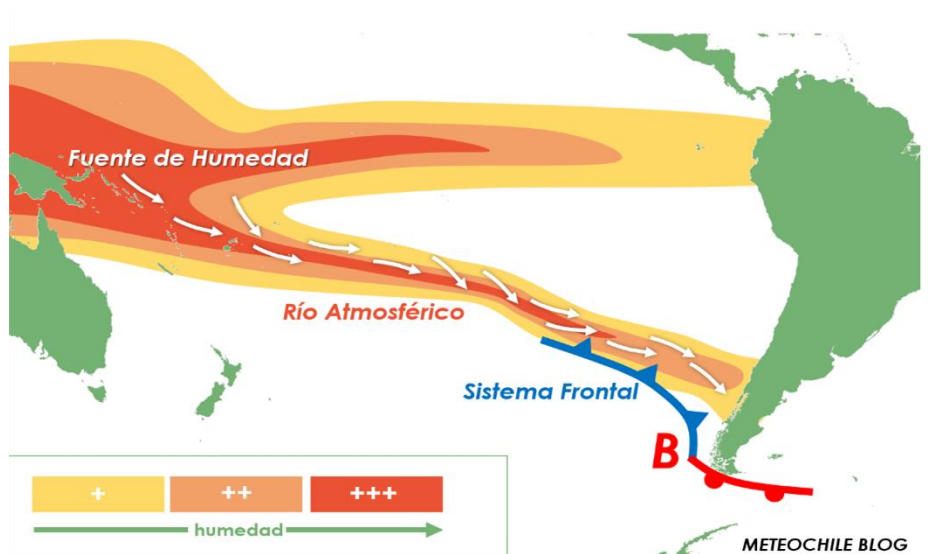 Fuente de Humedad
Río Atmosférico
Sistema Frontal
B
+ ++ +++
humedad
METEOCHILE BLOG